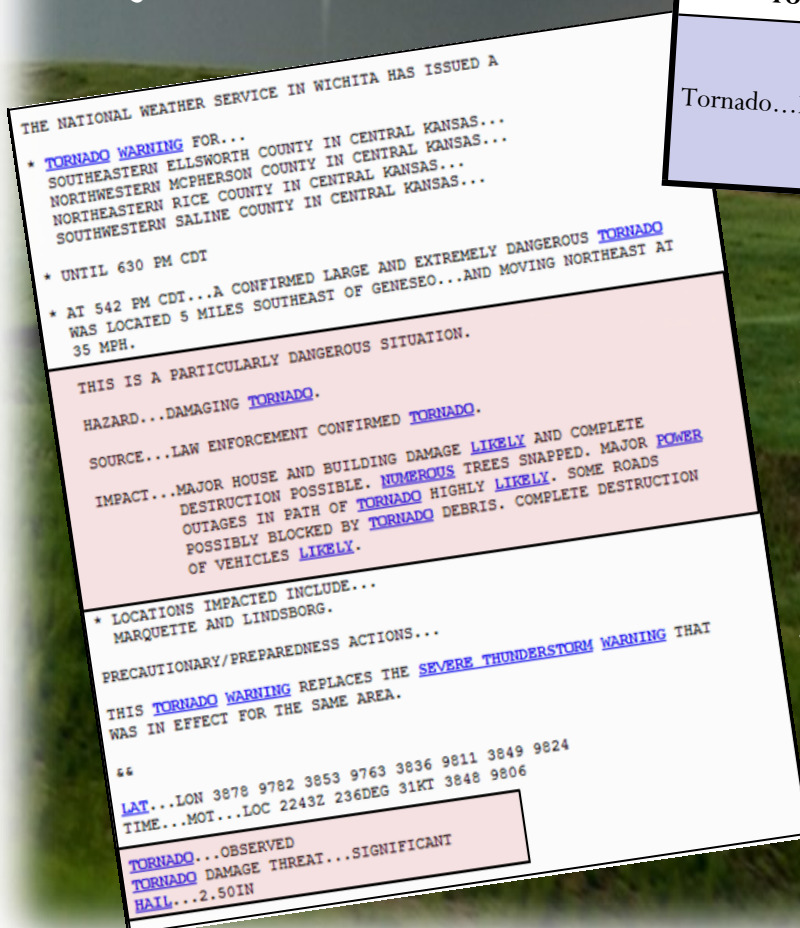 THE NATIONAL WEATHER SERVICE IN WICHITA HAS ISSUED A
* TORNADO WARNING FOR...
SOUTHEASTERN ELLSWORTH COUNTY IN CENTRAL KANSAS...
NORTHWESTERN MCPHERSON COUNTY IN CENTRAL KANSAS...
NORTHEASTERN RICE COUNTY IN CENTRAL KANSAS...
SOUTHWESTERN SALINE COUNTY IN CENTRAL KANSAS...
* UNTIL 630 PM CDT
* AT 542 PM CDT...A CONFIRMED LARGE AND EXTREMELY DANGEROUS TORNADO
WAS LOCATED 5 MILES SOUTHEAST OF GENESEO...AND MOVING NORTHEAST AT
35 MPH.
THIS IS A PARTICULARLY DANGEROUS SITUATION.
HAZARD...DAMAGING TORNADO.
SOURCE...LAW ENFORCEMENT CONFIRMED TORNADO.
IMPACT...MAJOR HOUSE AND BUILDING DAMAGE LIKELY AND COMPLETE
DESTRUCTION POSSIBLE. NUMEROUS TREES SNAPPED. MAJOR POWER
OUTAGES IN PATH OF TORNADO HIGHLY LIKELY. SOME ROADS
POSSIBLY BLOCKED BY TORNADO DEBRIS. COMPLETE DESTRUCTION
OF VEHICLES LIKELY.
* LOCATIONS IMPACTED INCLUDE...
MARQUETTE AND LINDSBORG.
PRECAUTIONARY/PREPAREDNESS ACTIONS...
THIS TORNADO WARNING REPLACES THE SEVERE THUNDERSTORM WARNING THAT
WAS IN EFFECT FOR THE SAME AREA.
&&
LAT...LON 3878 9782 3853 9763 3836 9811 3849 9824
TIME...MOT...LOC 2243Z 236DEG 31KT 3848 9806
TORNADO...OBSERVED
TORNADO DAMAGE THREAT...SIGNIFICANT
HAIL...2.50IN
Tornado...